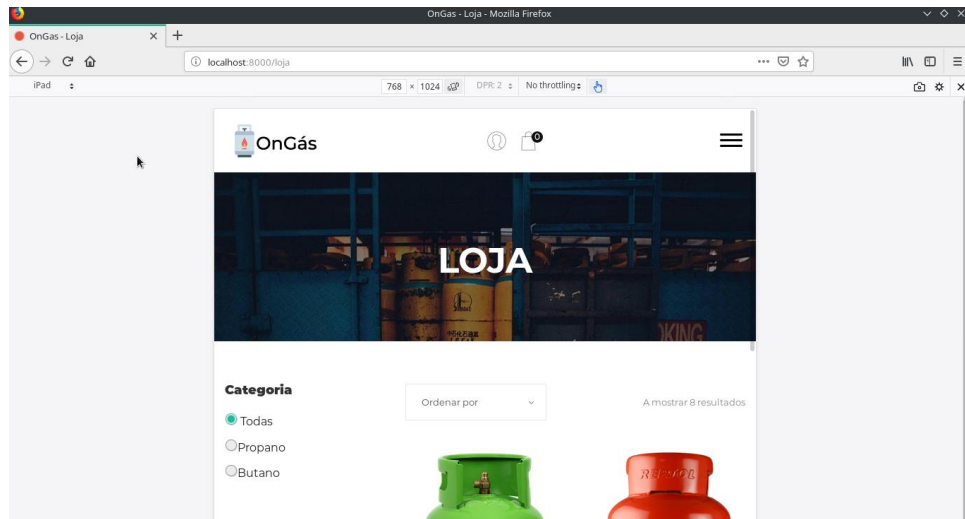 OnGas - Loja - Mozilla Firefox
OnGas - Loja
localhost:8000/loja
iPad 768 × 1024 DPR: 2 No throttling
OnGás 0
LOJA
OKING
Categoria
Ordenar por A mostrar 8 resultados
Todas
Propano
Butano